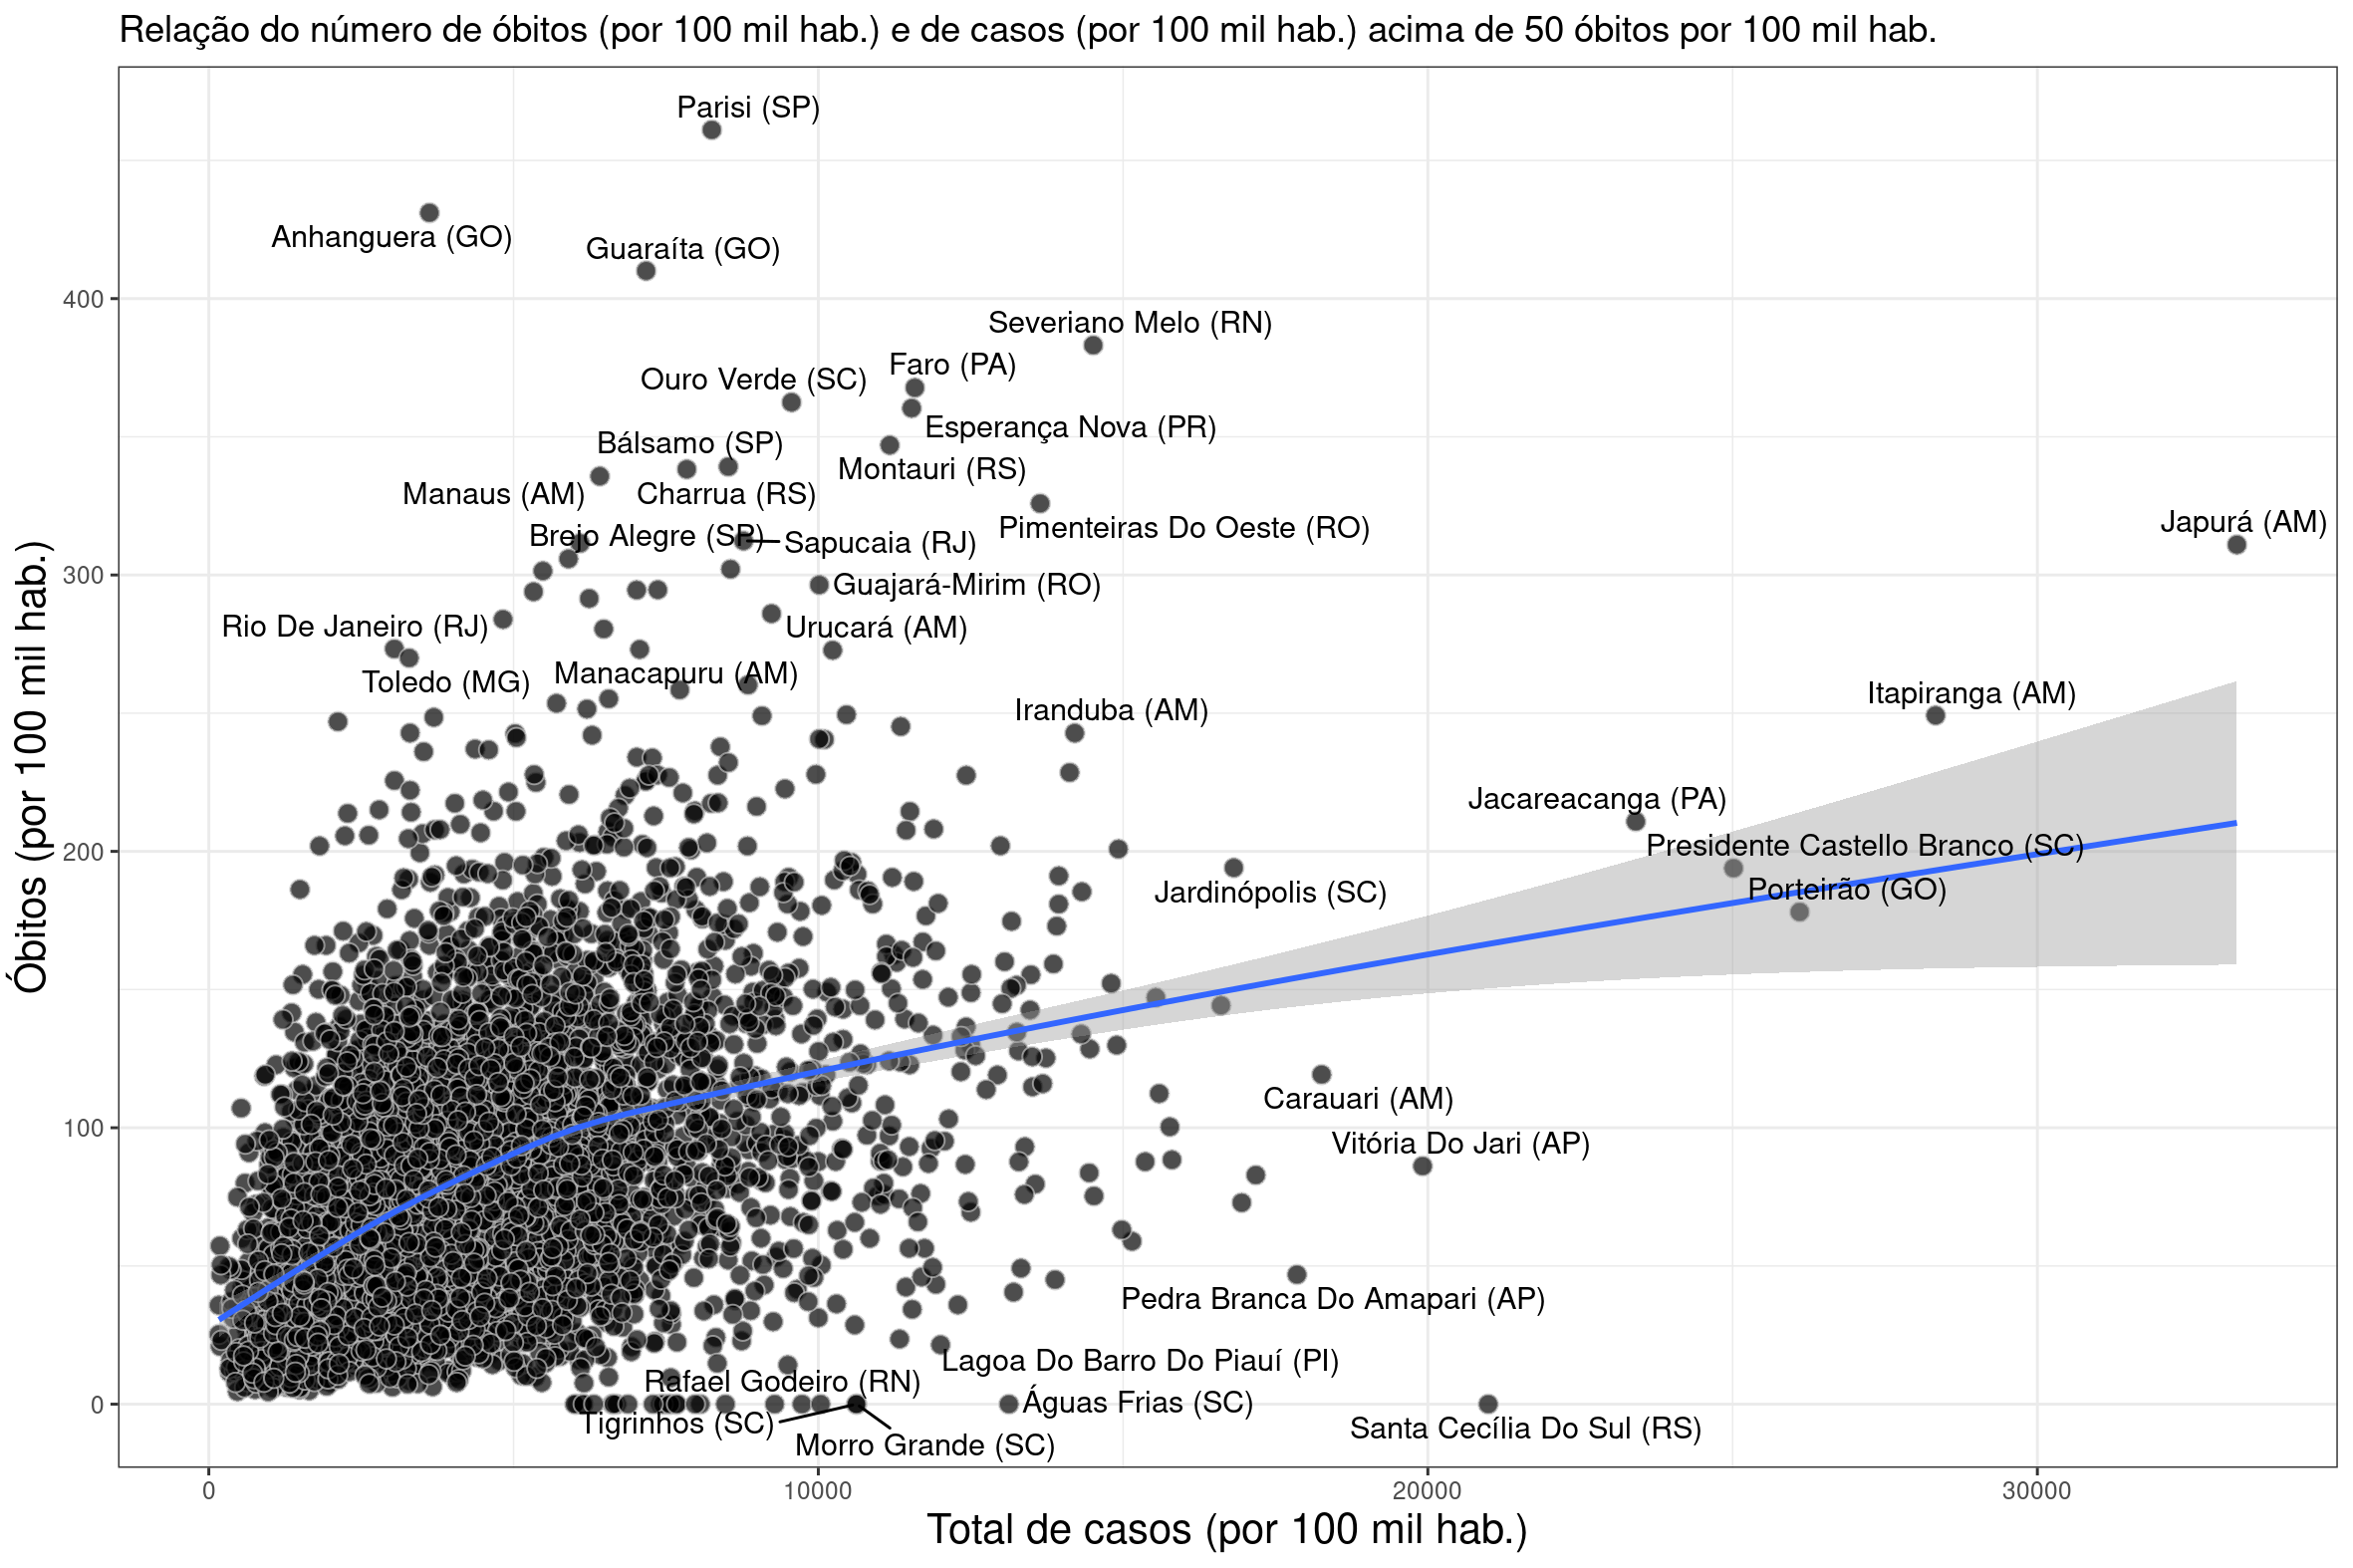 Relação do número de óbitos (por 100 mil hab.) e de casos (por 100 mil hab.) acima de 50 óbitos por 100 mil hab.
Parisi (SP)
Anhanguera (GO)
Guaraíta (GO)
400
Severiano Melo (RN)
Faro (PA)
Ouro Verde (SC)
Esperança Nova (PR)
Bálsamo (SP)
Montauri (RS)
Manaus (AM)
Charrua (RS)
Pimenteiras Do Oeste (RO)
Japurá (AM)
Brejo Alegre (SP)
Sapucaia (RJ)
300
Guajará-Mirim (RO)
Rio De Janeiro (RJ)
Urucará (AM)
Manacapuru (AM)
Toledo (MG)
Itapiranga (AM)
Iranduba (AM)
Jacareacanga (PA)
200
Presidente Castello Branco (SC)
Jardinópolis (SC)
Porteirão (GO)
Óbitos (por 100 mil hab.)
Carauari (AM)
100
Vitória Do Jari (AP)
Pedra Branca Do Amapari (AP)
Lagoa Do Barro Do Piauí (PI)
Rafael Godeiro (RN)
0
Águas Frias (SC)
Tigrinhos (SC)
Santa Cecília Do Sul (RS)
Morro Grande (SC)
0 10000 20000 30000
Total de casos (por 100 mil hab.)